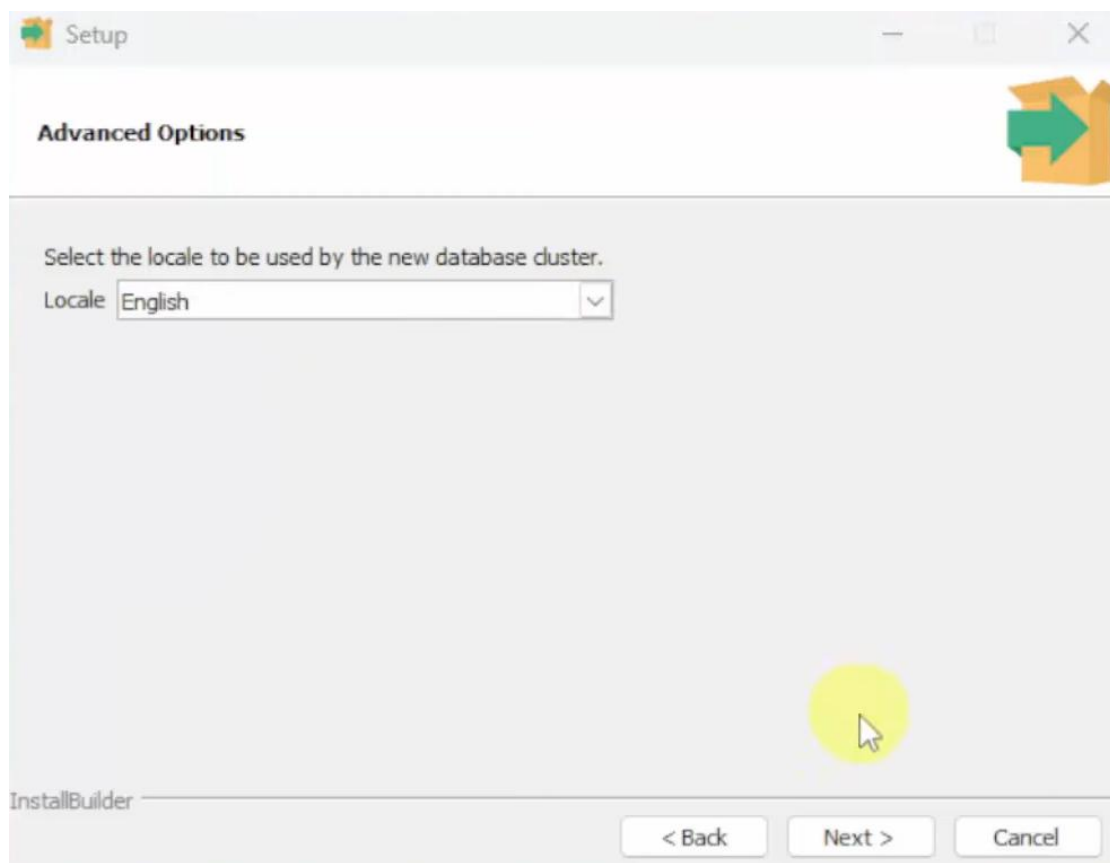 Setup
Advanced Options
Select the locale to be used by the new database cluster.
Locale English
InstallBuilder
< Back Next > Cancel